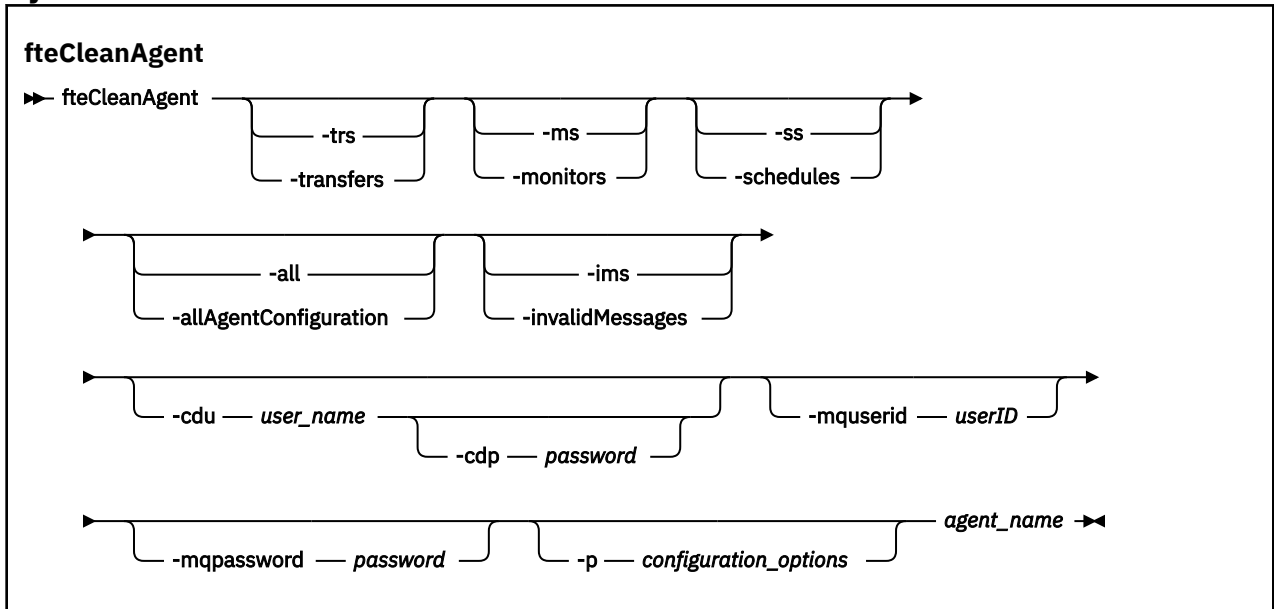 fteCleanAgent
fteCleanAgent
-trs -ms -ss
-transfers -monitors -schedules
-all -ims
-allAgentConfiguration -invalidMessages
-cdu user_name -mquserid userID
-cdp password
agent_name
-mqpassword password -p configuration_options